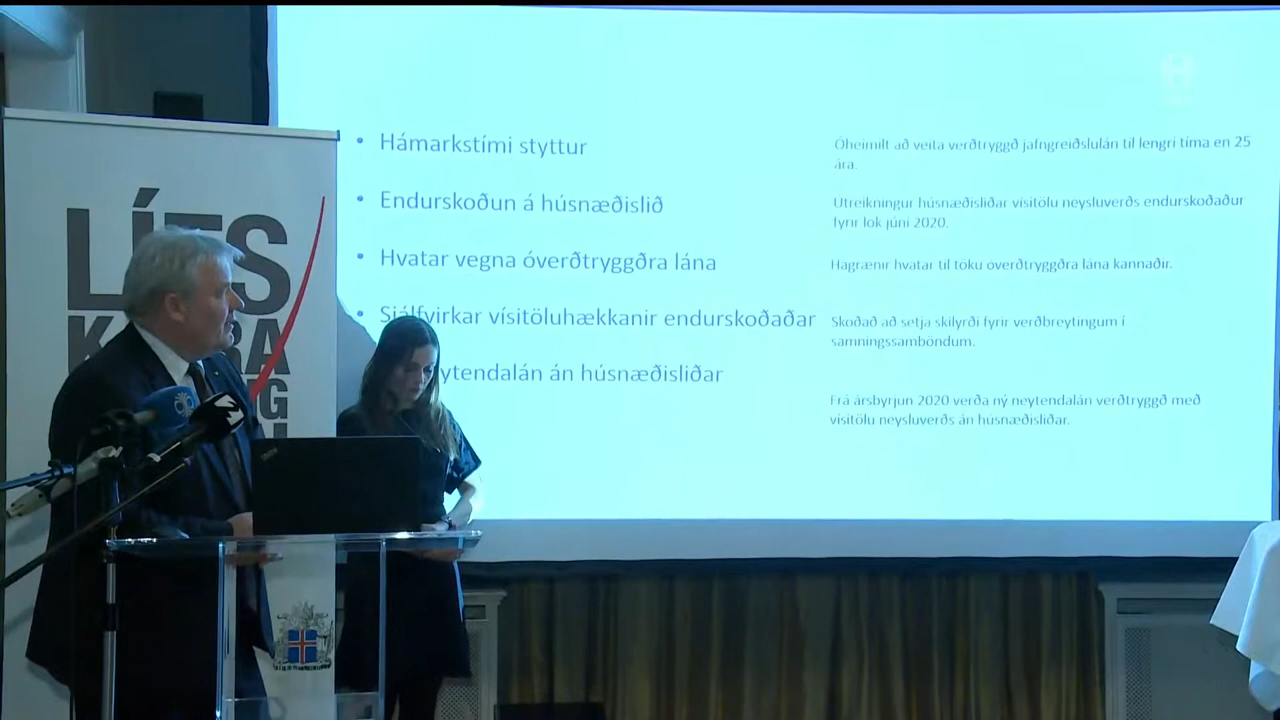 LÍFS
• Hámarkstími styttur
Óheimilt að veita verðtryggð jafngreiðslulán til lengri tíma en 25
ára.
• Endurskoðun á húsnæðislið
Utreikningur húsnæðisliðar vísitölu neysluverðs endurskoðaður
fyrir lok júní 2020.
• Hvatar vegna óverðtryggðra lána
Hagrænir hvatar til töku óverðtryggðra lána kannaðir.
• Sjálfvirkar vísitöluhækkanir endurskoðaðar
Skoðað að setja skilyrði fyrir verðbreytingum í
samningssamböndum.
ytendalán án húsnæðisliðar
Frá ársbyrjun 2020 verða ný neytendalán verðtryggð með
vísitölu neysluverðs án húsnæðisliðar.